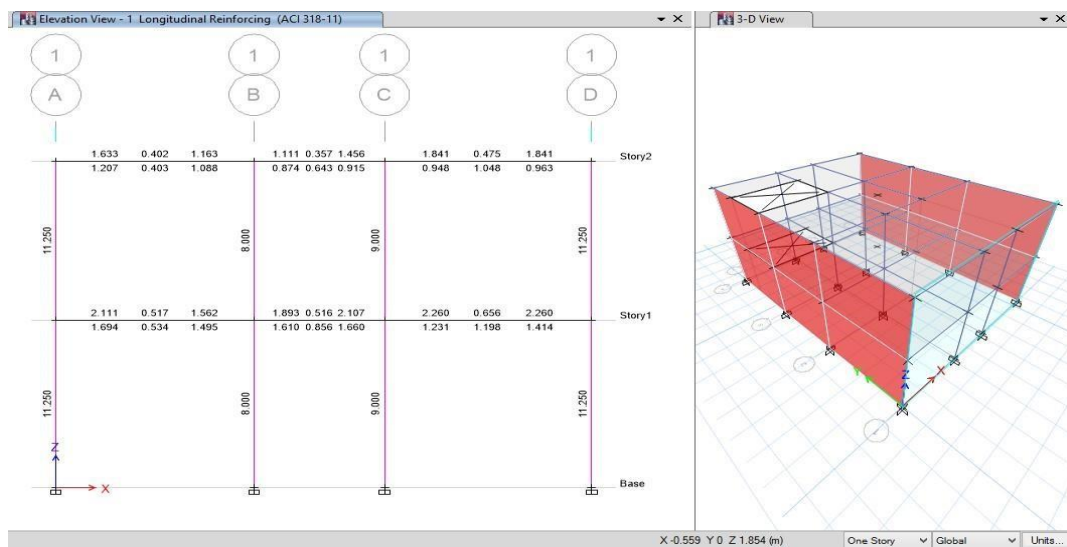 Elevation View - 1 Longitudinal Reinforcing (ACI 318-11)
3-D View
1 1 1 1
A B C D
1.633 0.402 1.163 1.111 0.357 1.456 1.841 0.475 1.841
Story2
1.207 0.403 1.088 0.874 0.643 0.915 0.948 1.048 0.963
11.250 8.000 9.000 11.250
2.111 0.517 1.562 1.893 0.516 2.107 2.260 0.656 2.260
Story1
1.694 0.534 1.495 1.610 0.856 1.660 1.231 1.198 1.414
11.250 8.000 9.000 11.250
Z
X
Base
Z
X
X -0.559 Y 0 Z 1.854 (m)
One Story
Global
Units...